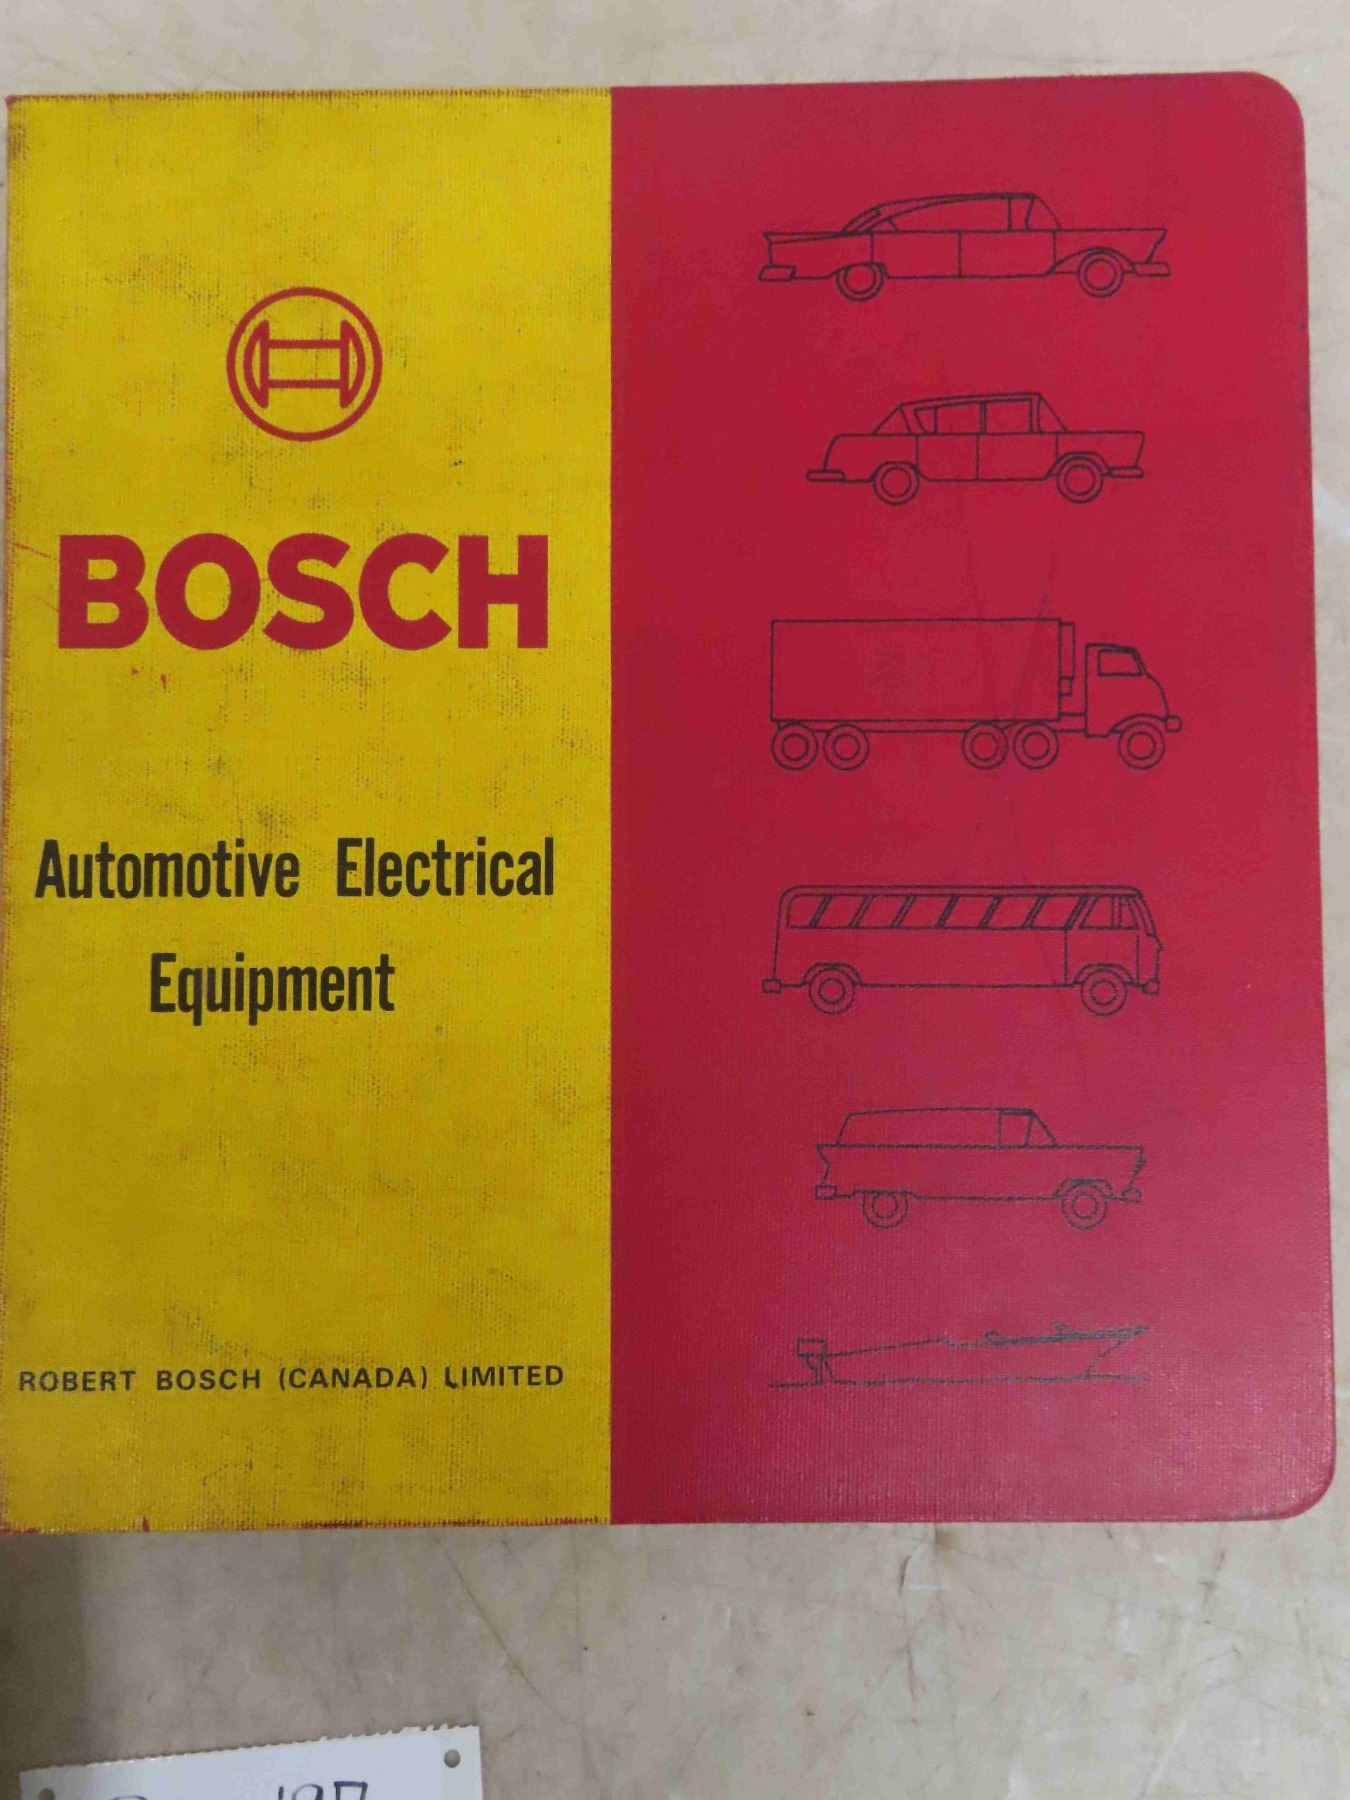 BOSCH
Automotive Electrical
Equipment
ROBERT BOSCH (CANADA) LIMITED